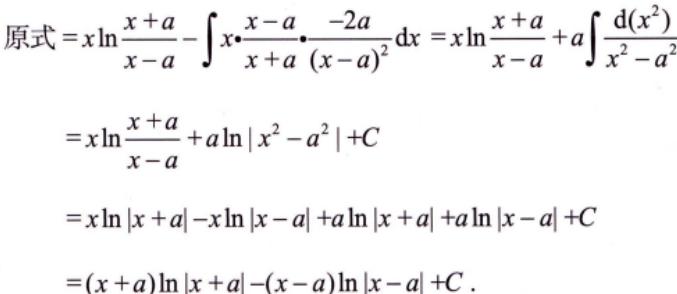 原式 = x ln (x+a)/(x−a) − ∫ x•(x−a)/(x+a)•(−2a)/(x−a)² dx = x ln (x+a)/(x−a) + a∫ d(x²)/(x²−a²)
= x ln (x+a)/(x−a) + a ln | x² − a² | +C
= x ln |x+a| −x ln |x−a| +a ln |x+a| +a ln |x−a| +C
= (x+a) ln |x+a| −(x−a) ln |x−a| +C .